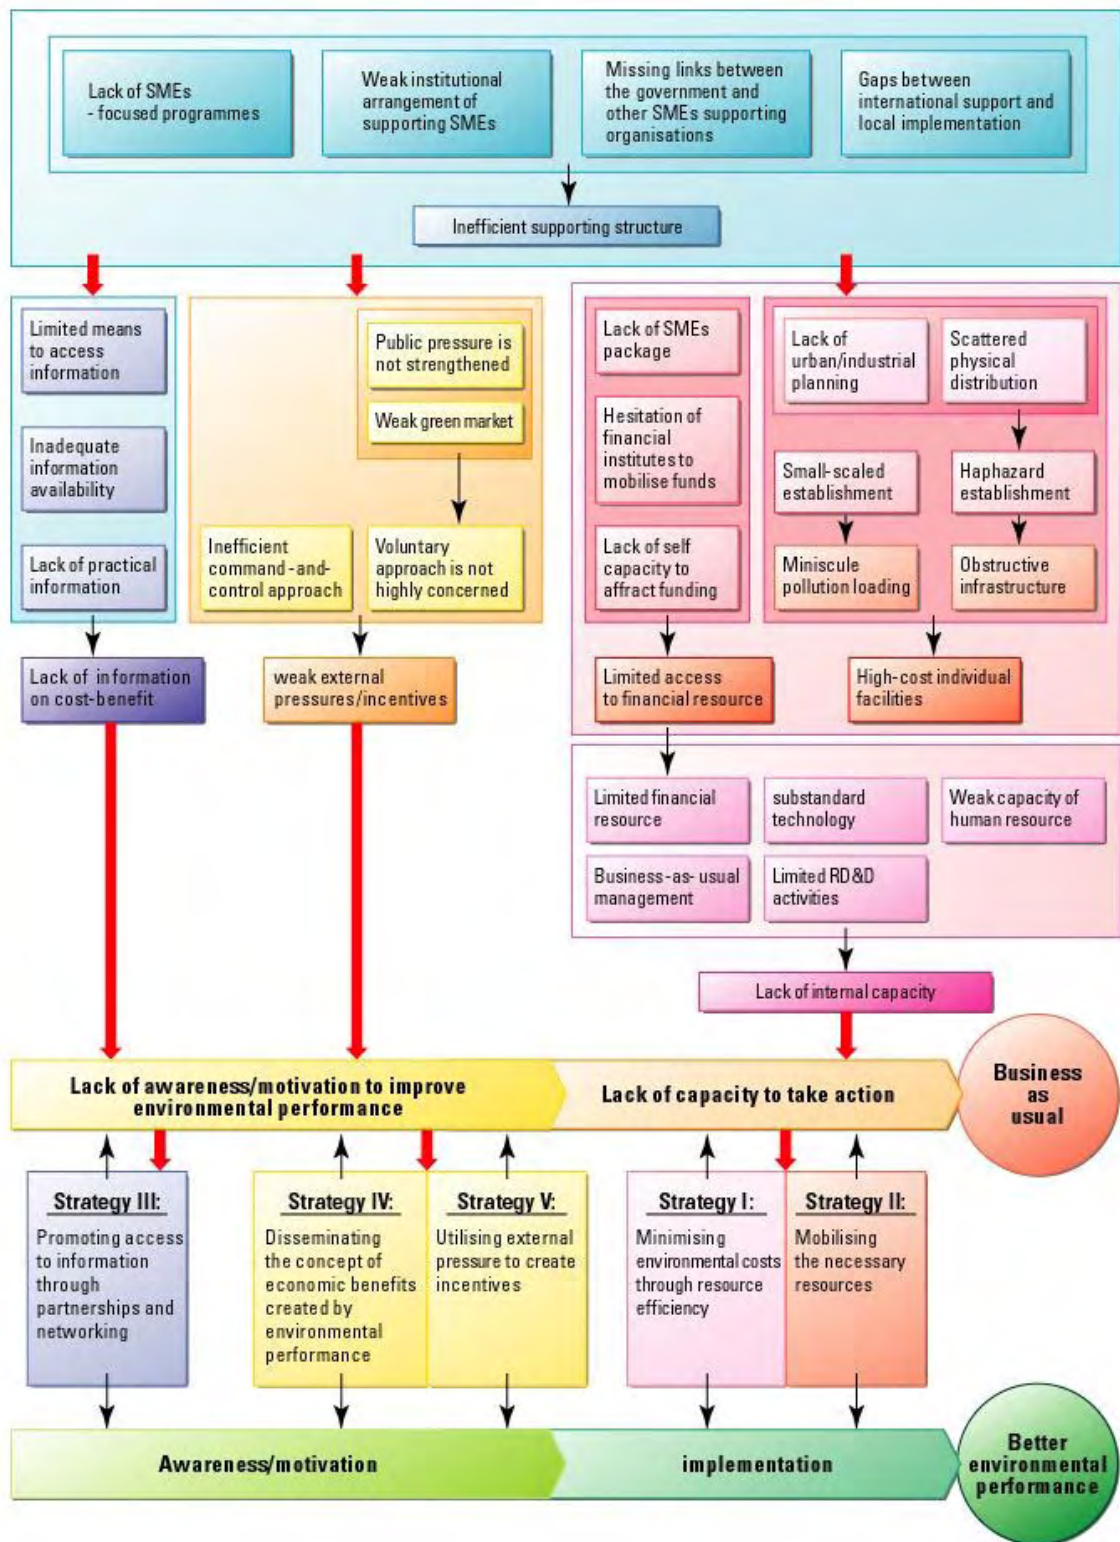 Lack of SMEs
- focused programmes
Weak institutional
arrangement of
supporting SMEs
Missing links between
the government and
other SMEs supporting
organisations
Gaps between
international support and
local implementation
Inefficient supporting structure
Limited means
to access
information
Inadequate
information
availability
Lack of practical
information
Lack of information
on cost-benefit
Public pressure is
not strengthened
Weak green market
Inefficient
command-and-
control approach
Voluntary
approach is not
highly concerned
weak external
pressures/incentives
Lack of SMEs
package
Hesitation of
financial
institutes to
mobilise funds
Lack of self
capacity to
affract funding
Limited access
to financial resource
Lack of
urban/industrial
planning
Scattered
physical
distribution
Small-scaled
establishment
Haphazard
establishment
Miniscule
pollution loading
Obstructive
infrastructure
High-cost individual
facilities
Limited financial
resource
substandard
technology
Weak capacity of
human resource
Business-as-usual
management
Limited RD&D
activities
Lack of internal capacity
Lack of awareness/motivation to improve
environmental performance
Lack of capacity to take action
Business
as
usual
Strategy III:
Promoting access
to information
through
partnerships and
networking
Strategy IV:
Disseminating
the concept of
economic benefits
created by
environmental
performance
Strategy V:
Utilising external
pressure to create
incentives
Strategy I:
Minimising
environmental costs
through resource
efficiency
Strategy II:
Mobilising
the necessary
resources
Awareness/motivation
implementation
Better
environmental
performance